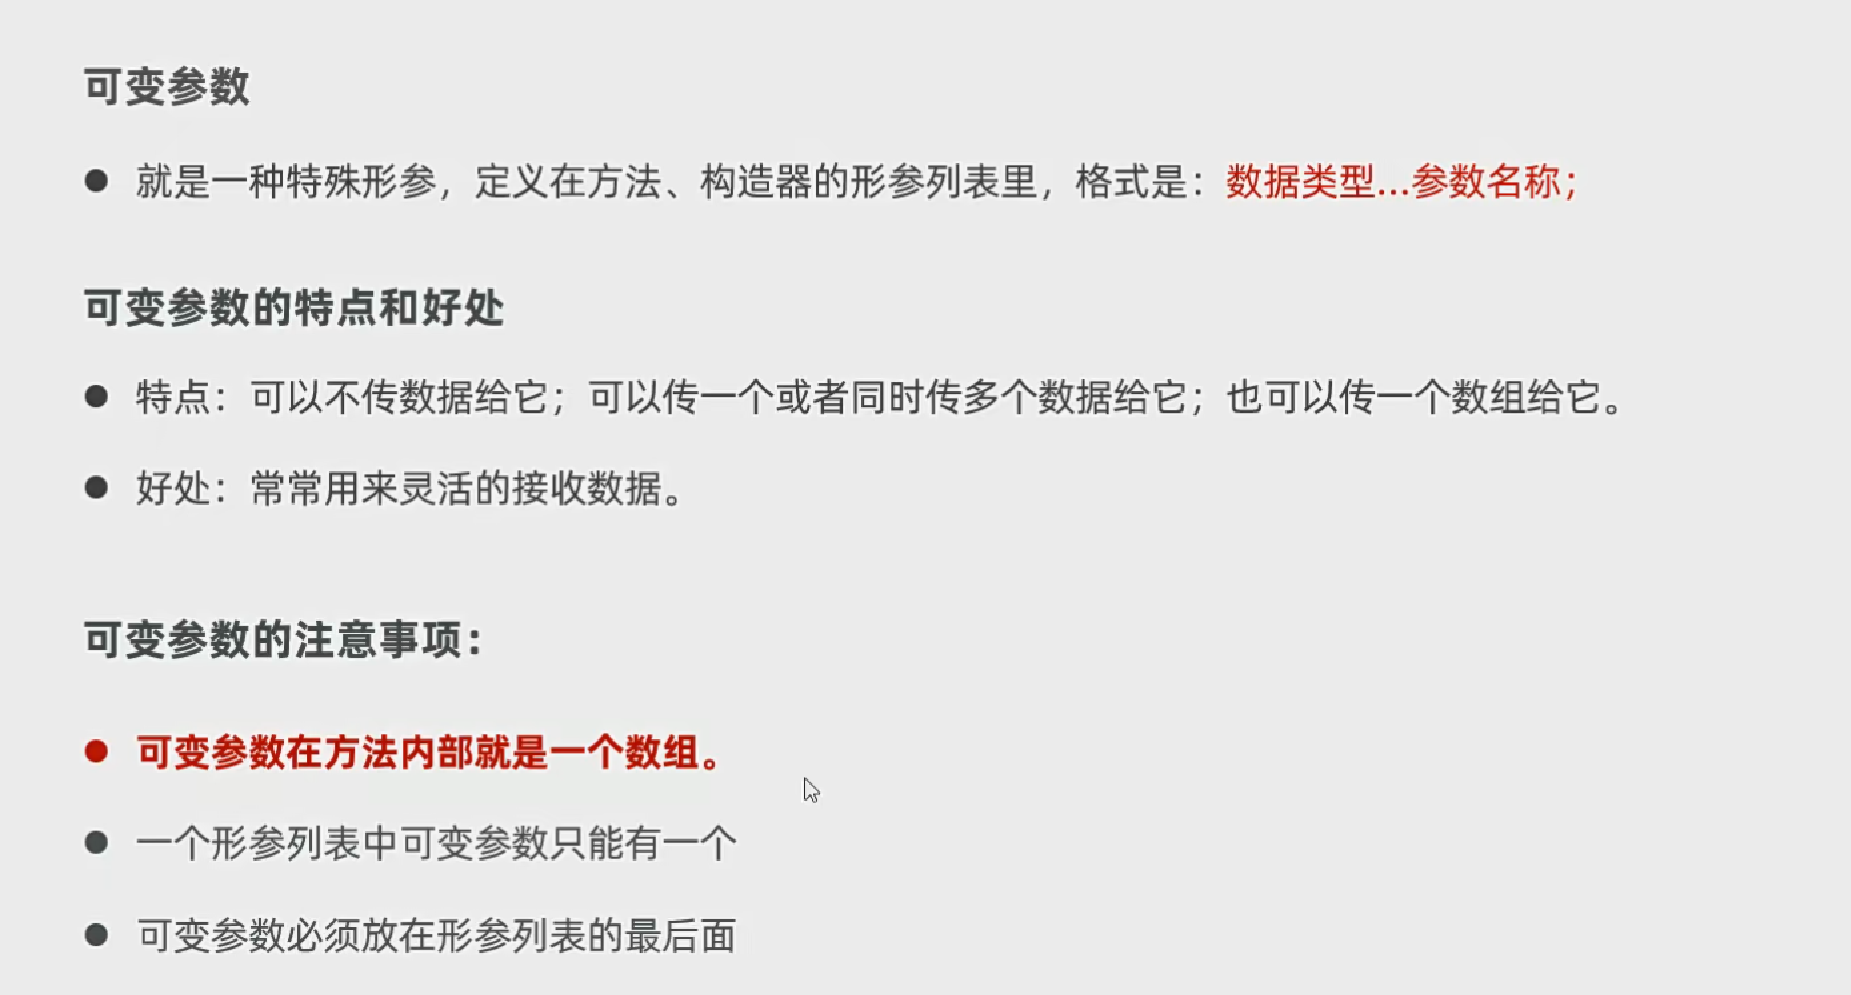 可变参数
就是一种特殊形参，定义在方法、构造器的形参列表里，格式是：数据类型...参数名称；
可变参数的特点和好处
特点：可以不传数据给它；可以传一个或者同时传多个数据给它；也可以传一个数组给它。
好处：常常用来灵活的接收数据。
可变参数的注意事项：
可变参数在方法内部就是一个数组。
一个形参列表中可变参数只能有一个
可变参数必须放在形参列表的最后面